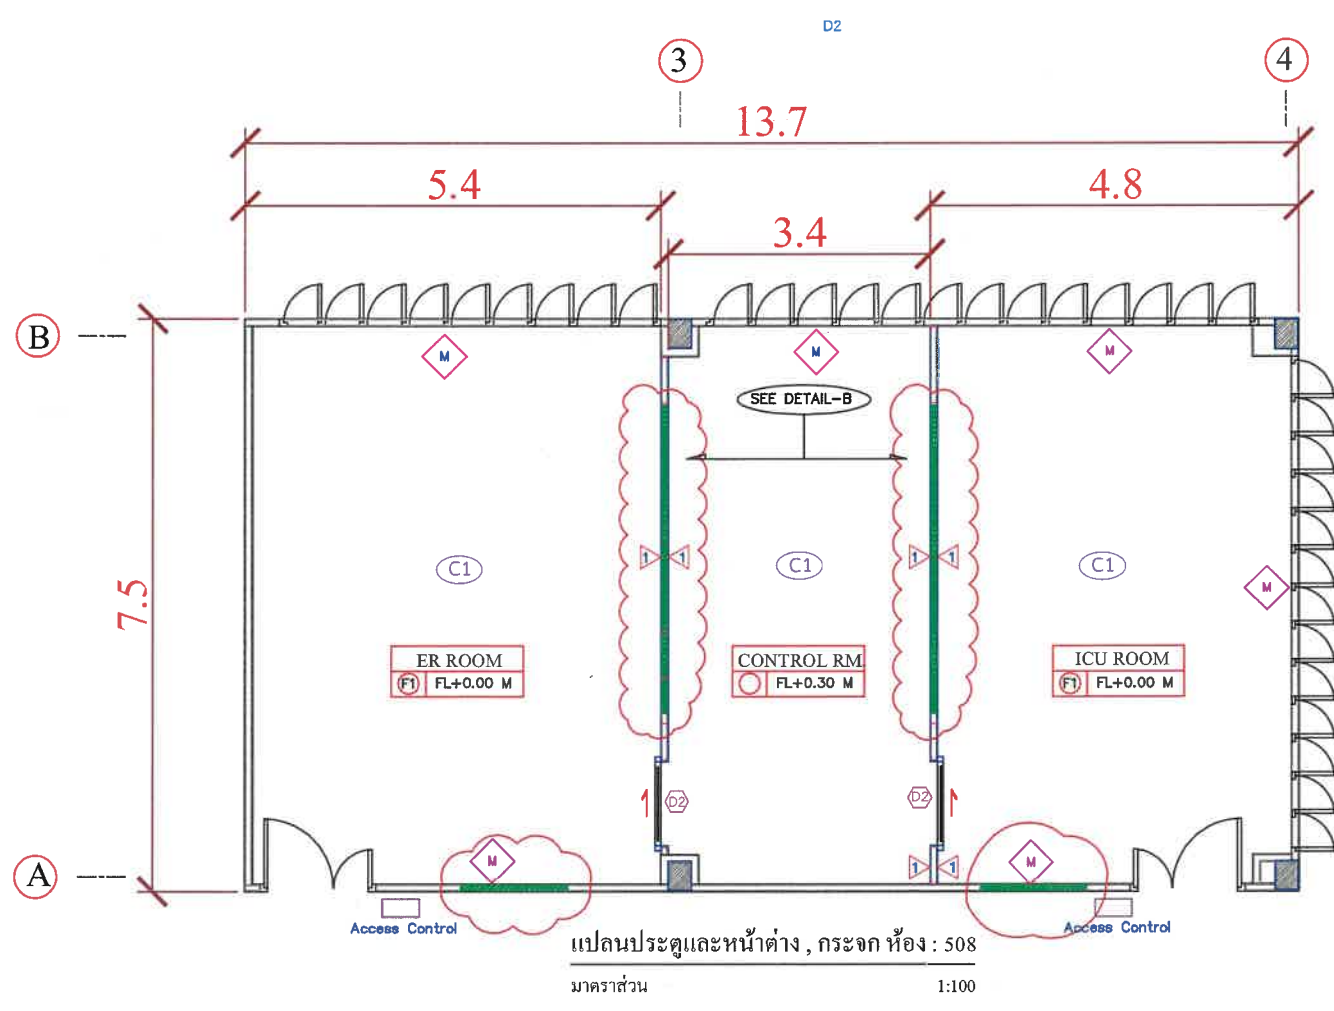 D2
3
4
13.7
5.4
4.8
3.4
B
M
M
M
SEE DETAIL-B
1 1
1 1
C1
C1
C1
M
7.5
ER ROOM
F1 FL+0.00 M
CONTROL RM.
FL+0.30 M
ICU ROOM
F1 FL+0.00 M
D2
D2
A
M
1 1
M
Access Control
Access Control
แปลนประตูและหน้าต่าง , กระจก ห้อง : 508
มาตราส่วน 1:100